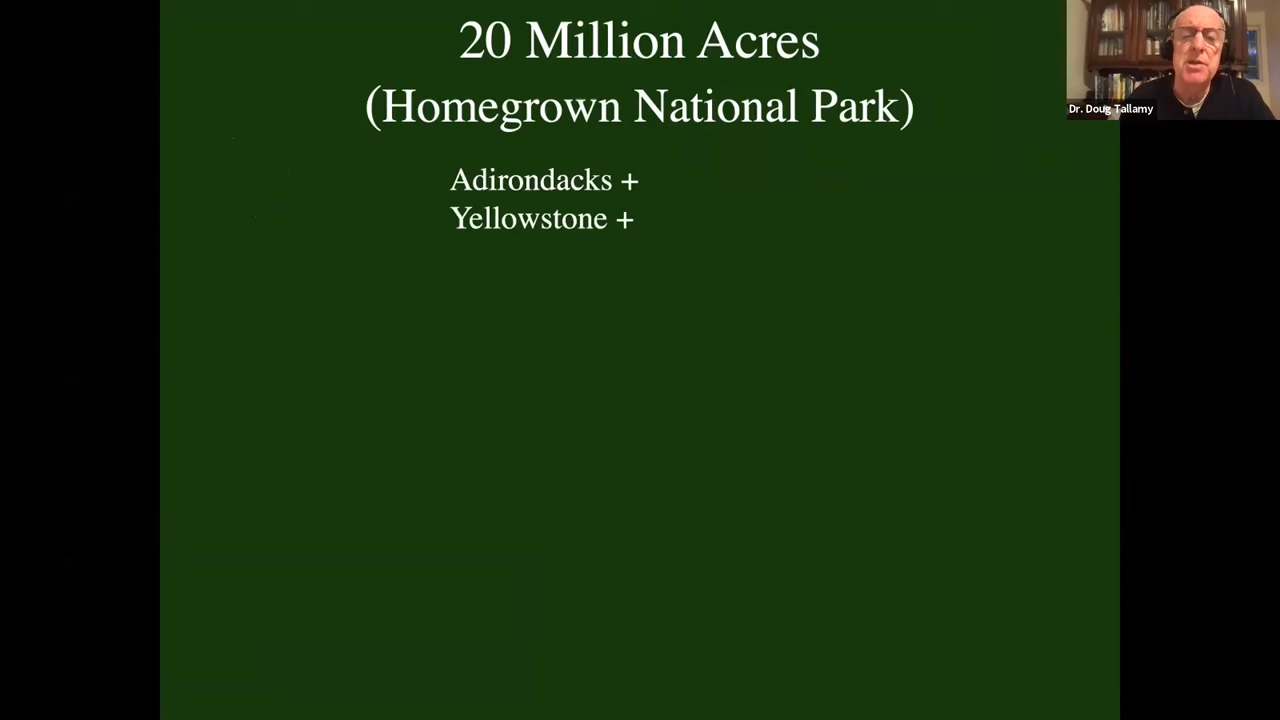 20 Million Acres
(Homegrown National Park)
Adirondacks +
Yellowstone +
Dr. Doug Tallamy